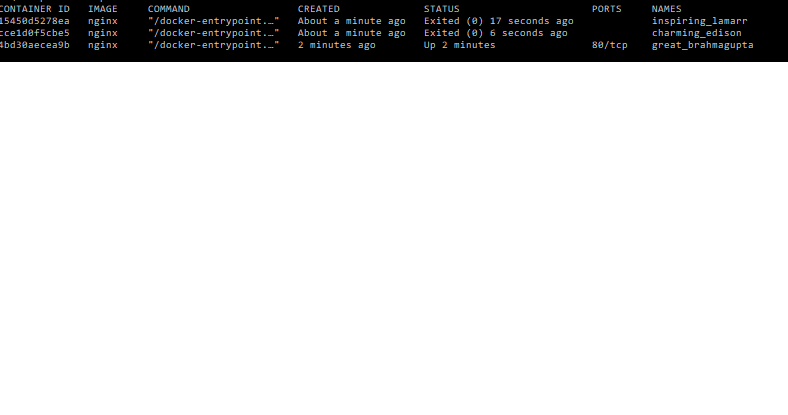 CONTAINER ID   IMAGE     COMMAND                  CREATED              STATUS                      PORTS     NAMES
15450d5278ea   nginx     "/docker-entrypoint.…"   About a minute ago   Exited (0) 17 seconds ago             inspiring_lamarr
cce1d0f5cbe5   nginx     "/docker-entrypoint.…"   About a minute ago   Exited (0) 6 seconds ago              charming_edison
4bd30aecea9b   nginx     "/docker-entrypoint.…"   2 minutes ago        Up 2 minutes                80/tcp    great_brahmagupta